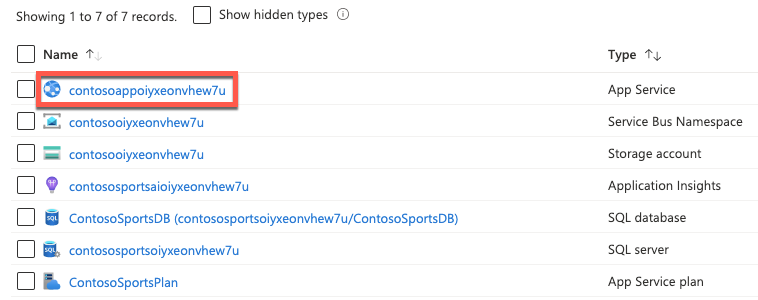 Showing 1 to 7 of 7 records. Show hidden types
Name Type
contosoappoiyxeonvhew7u App Service
contosooiyxeonvhew7u Service Bus Namespace
contosooiyxeonvhew7u Storage account
contososportsaioiyxeonvhew7u Application Insights
ContosoSportsDB (contososportsoiyxeonvhew7u/ContosoSportsDB) SQL database
contososportsoiyxeonvhew7u SQL server
ContosoSportsPlan App Service plan